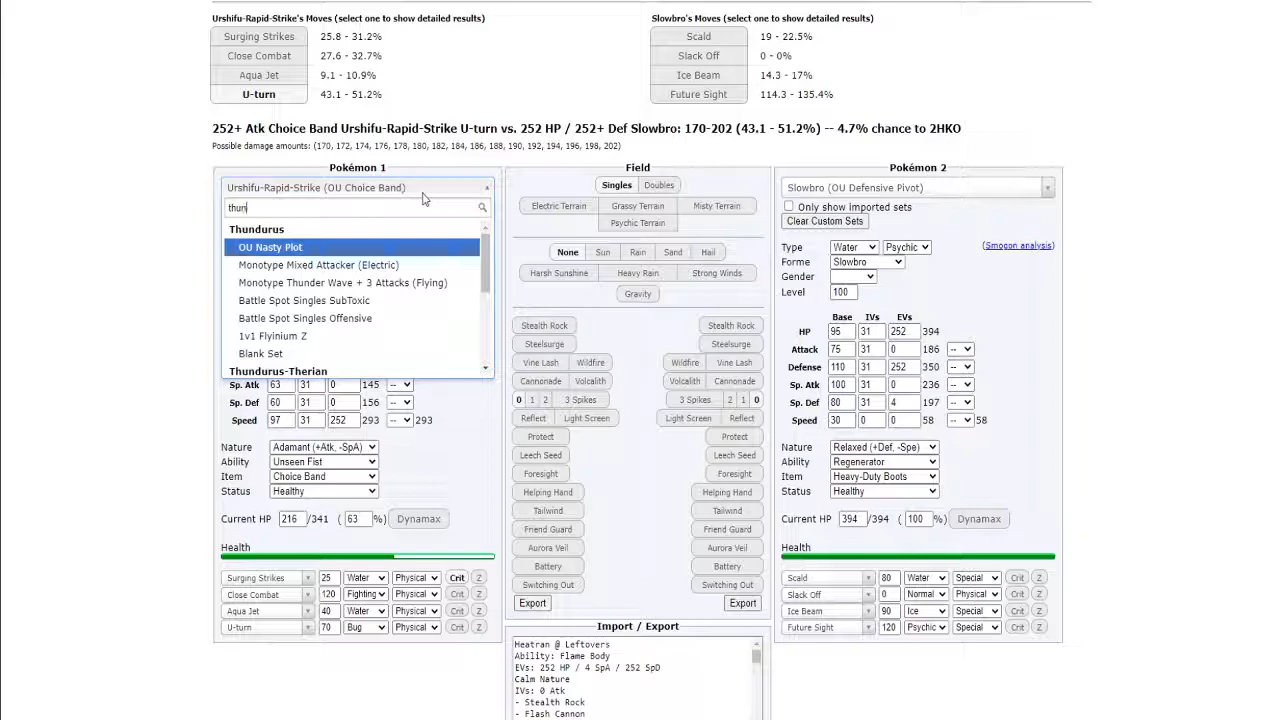 Urshifu-Rapid-Strike's Moves (select one to show detailed results)
Surging Strikes 25.8 - 31.2%
Close Combat 27.6 - 32.7%
Aqua Jet 9.1 - 10.9%
U-turn 43.1 - 51.2%
Slowbro's Moves (select one to show detailed results)
Scald 19 - 22.5%
Slack Off 0 - 0%
Ice Beam 14.3 - 17%
Future Sight 114.3 - 135.4%
252+ Atk Choice Band Urshifu-Rapid-Strike U-turn vs. 252 HP / 252+ Def Slowbro: 170-202 (43.1 - 51.2%) -- 4.7% chance to 2HKO
Possible damage amounts: (170, 172, 174, 176, 178, 180, 182, 184, 186, 188, 190, 192, 194, 196, 198, 202)
Pokémon 1
Urshifu-Rapid-Strike (OU Choice Band)
thun
Thundurus
OU Nasty Plot
Monotype Mixed Attacker (Electric)
Monotype Thunder Wave + 3 Attacks (Flying)
Battle Spot Singles SubToxic
Battle Spot Singles Offensive
1v1 Flyinium Z
Blank Set
Thundurus-Therian
Sp. Atk 63 31 0 145 --
Sp. Def 60 31 0 156 --
Speed 97 31 252 293 -- 293
Nature Adamant (+Atk, -SpA)
Ability Unseen Fist
Item Choice Band
Status Healthy
Current HP 216 /341 ( 63 %) Dynamax
Health
Surging Strikes 25 Water Physical Crit Z
Close Combat 120 Fighting Physical Crit Z
Aqua Jet 40 Water Physical Crit Z
U-turn 70 Bug Physical Crit Z
Field
Singles Doubles
Electric Terrain Grassy Terrain Misty Terrain
Psychic Terrain
None Sun Rain Sand Hail
Harsh Sunshine Heavy Rain Strong Winds
Gravity
Stealth Rock Stealth Rock
Steelsurge Steelsurge
Vine Lash Wildfire Wildfire Vine Lash
Cannonade Volcalith Volcalith Cannonade
0 1 2 3 Spikes 3 Spikes 2 1 0
Reflect Light Screen Light Screen Reflect
Protect Protect
Leech Seed Leech Seed
Foresight Foresight
Helping Hand Helping Hand
Tailwind Tailwind
Friend Guard Friend Guard
Aurora Veil Aurora Veil
Battery Battery
Switching Out Switching Out
Export Export
Import / Export
Heatran @ Leftovers
Ability: Flame Body
EVs: 252 HP / 4 SpA / 252 SpD
Calm Nature
IVs: 0 Atk
- Stealth Rock
- Flash Cannon
Pokémon 2
Slowbro (OU Defensive Pivot)
Only show imported sets
Clear Custom Sets
Type Water Psychic (Smogon analysis)
Forme Slowbro
Gender
Level 100
Base IVs EVs
HP 95 31 252 394
Attack 75 31 0 186 --
Defense 110 31 252 350 --
Sp. Atk 100 31 0 236 --
Sp. Def 80 31 4 197 --
Speed 30 0 0 58 -- 58
Nature Relaxed (+Def, -Spe)
Ability Regenerator
Item Heavy-Duty Boots
Status Healthy
Current HP 394 /394 ( 100 %) Dynamax
Health
Scald 80 Water Special Crit Z
Slack Off 0 Normal Physical Crit Z
Ice Beam 90 Ice Special Crit Z
Future Sight 120 Psychic Special Crit Z